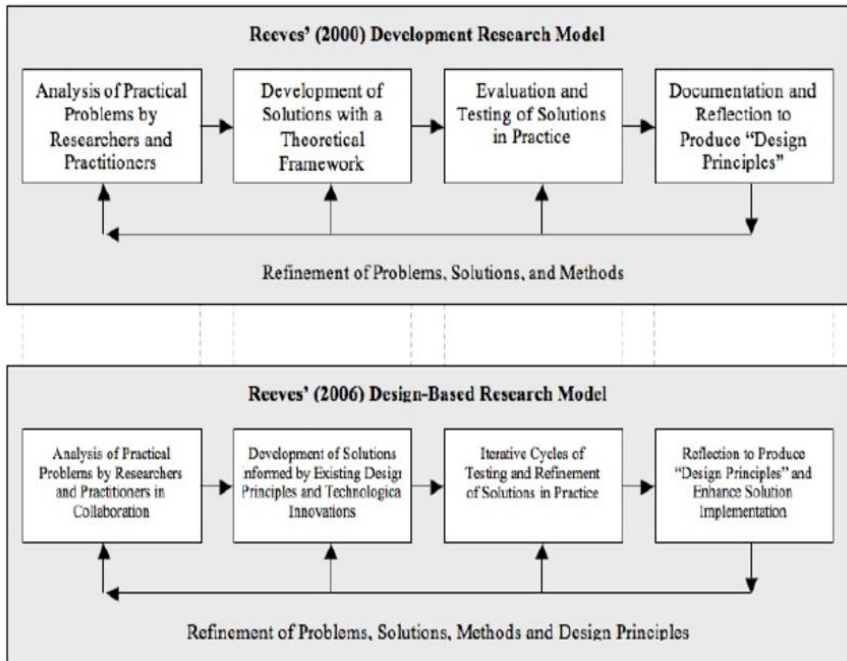 Reeves' (2000) Development Research Model
Analysis of Practical
Problems by
Researchers and
Practitioners
Development of
Solutions with a
Theoretical
Framework
Evaluation and
Testing of Solutions
in Practice
Documentation and
Reflection to
Produce “Design
Principles”
Refinement of Problems, Solutions, and Methods
Reeves' (2006) Design-Based Research Model
Analysis of Practical
Problems by Researchers
and Practitioners in
Collaboration
Development of Solutions
nformed by Existing Design
Principles and Technologica
Innovations
Iterative Cycles of
Testing and Refinement
of Solutions in Practice
Reflection to Produce
“Design Principles” and
Enhance Solution
Implementation
Refinement of Problems, Solutions, Methods and Design Principles